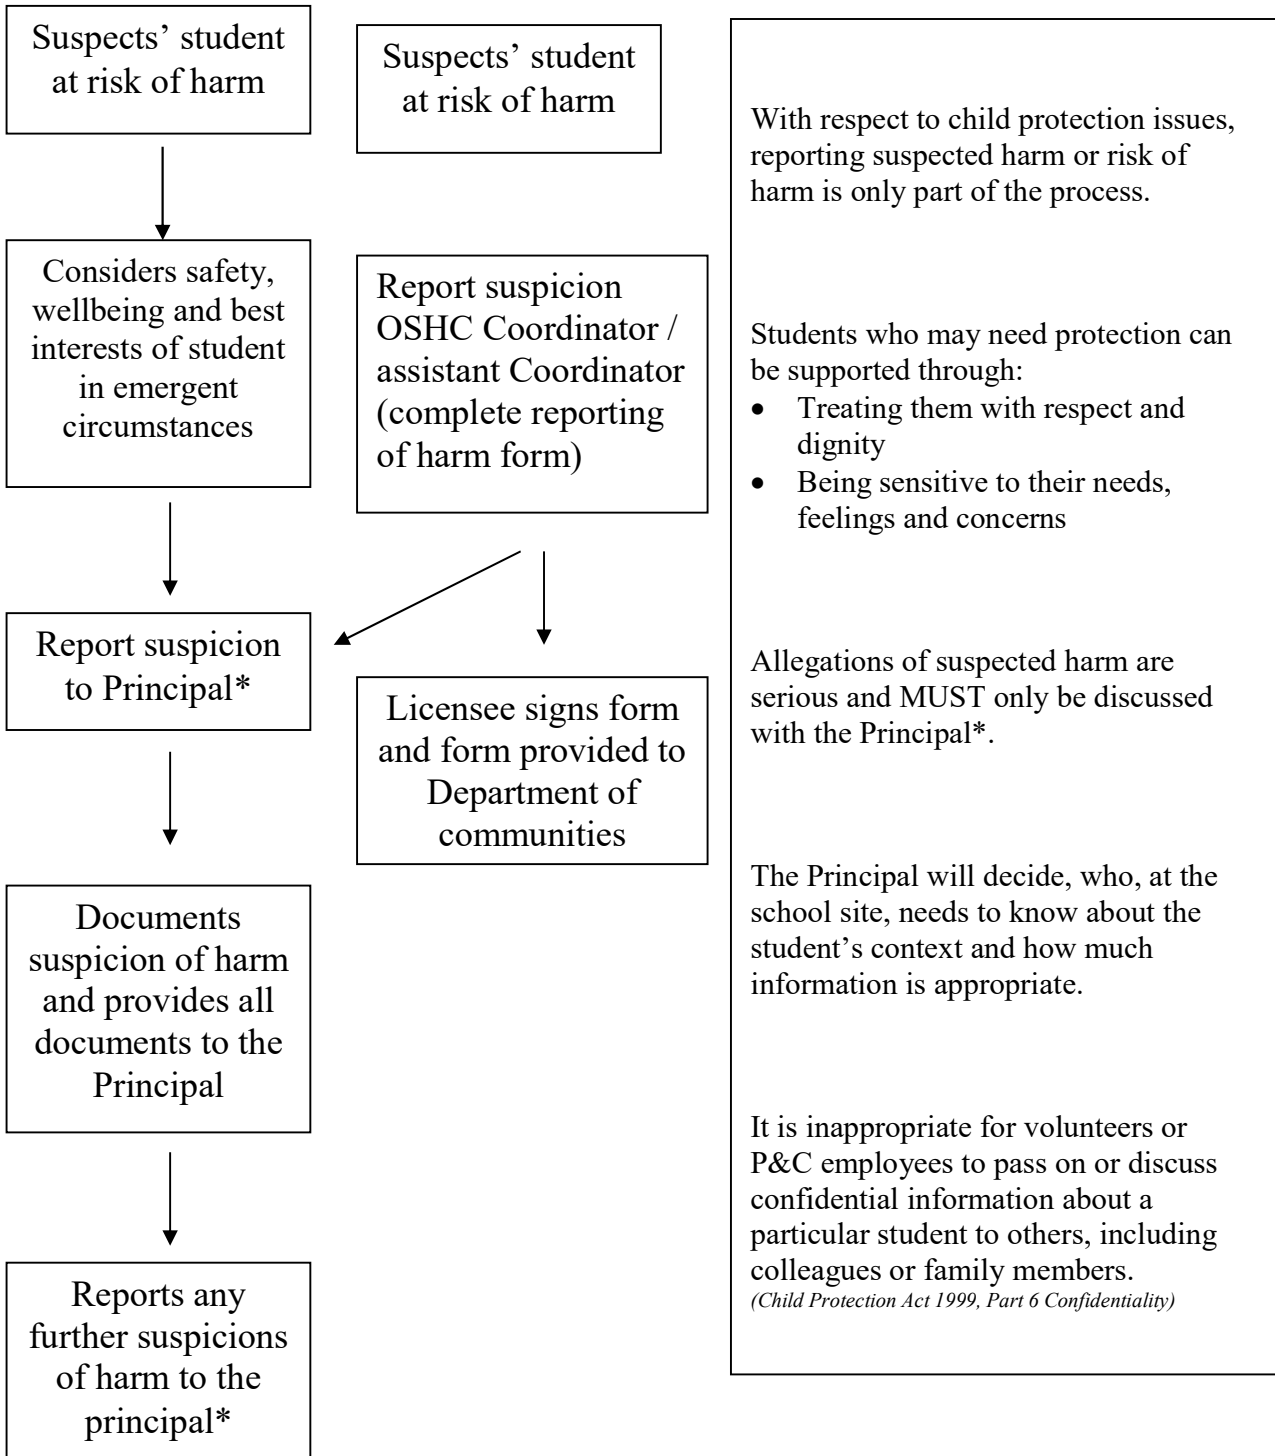 Suspects’ student
at risk of harm
Considers safety,
wellbeing and best
interests of student
in emergent
circumstances
Report suspicion
to Principal*
Documents
suspicion of harm
and provides all
documents to the
Principal
Reports any
further suspicions
of harm to the
principal*
Suspects’ student
at risk of harm
Report suspicion
OSHC Coordinator /
assistant Coordinator
(complete reporting
of harm form)
Licensee signs form
and form provided to
Department of
communities
With respect to child protection issues,
reporting suspected harm or risk of
harm is only part of the process.
Students who may need protection can
be supported through:
• Treating them with respect and
dignity
• Being sensitive to their needs,
feelings and concerns
Allegations of suspected harm are
serious and MUST only be discussed
with the Principal*.
The Principal will decide, who, at the
school site, needs to know about the
student’s context and how much
information is appropriate.
It is inappropriate for volunteers or
P&C employees to pass on or discuss
confidential information about a
particular student to others, including
colleagues or family members.
(Child Protection Act 1999, Part 6 Confidentiality)